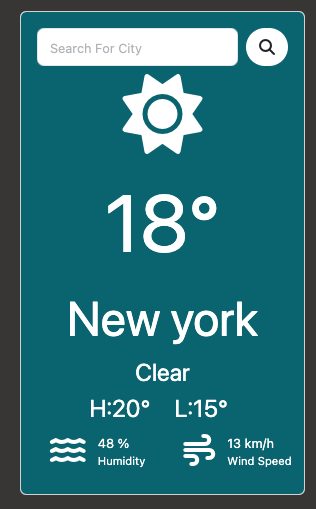 Search For City
18°
New york
Clear
H:20° L:15°
48 % 13 km/h
Humidity Wind Speed